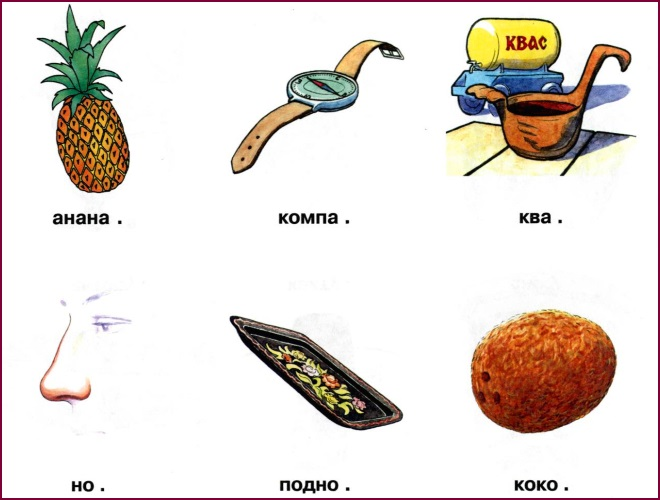 КВАС
анана .
компа .
ква .
но .
подно .
коко .